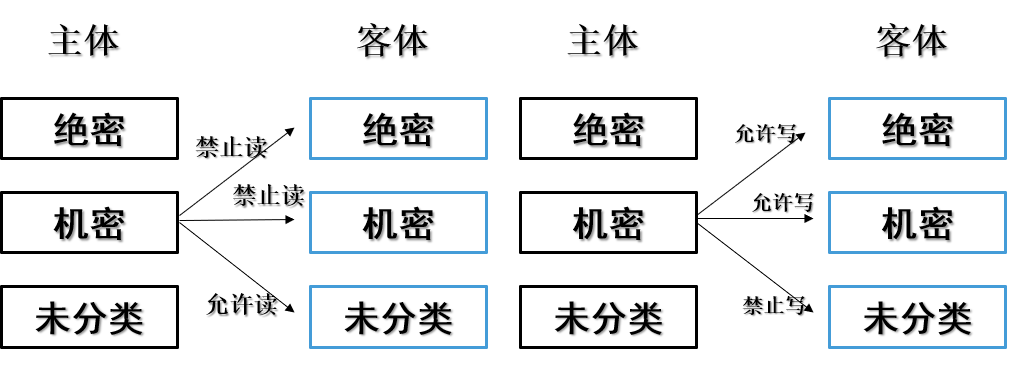 主体 客体 主体 客体
绝密 绝密 绝密 绝密
禁止读 允许写
禁止读 允许写
机密 机密 机密 机密
允许读 禁止写
未分类 未分类 未分类 未分类